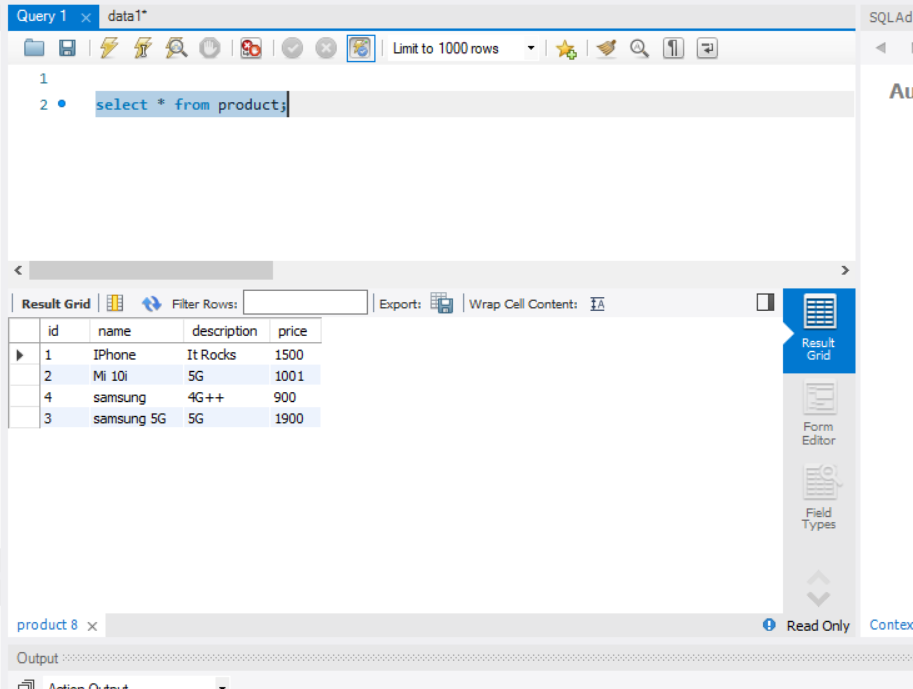 Query 1 data1* SQLAd
Limit to 1000 rows
1 Au
2 select * from product;
Result Grid Filter Rows: Export: Wrap Cell Content: IA
id name description price
1 IPhone It Rocks 1500
2 Mi 10i 5G 1001
4 samsung 4G++ 900
3 samsung 5G 5G 1900
Result
Grid
Form
Editor
Field
Types
product 8 Read Only Contex
Output
Action Output